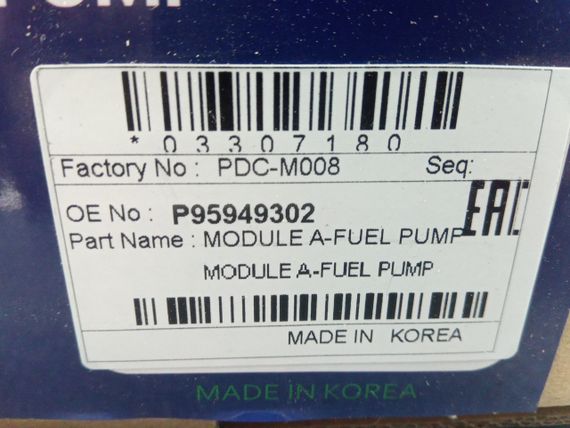 *03307180
Factory No : PDC-M008 Seq:
OE No : P95949302
EAC
Part Name : MODULE A-FUEL PUMP
MODULE A-FUEL PUMP
MADE IN KOREA
MADE IN KOREA